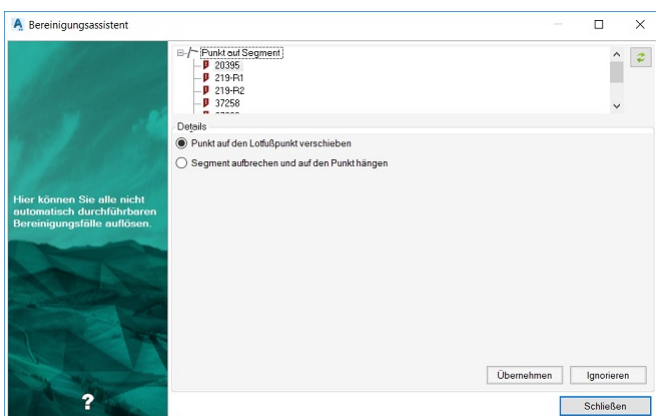 Bereinigungsassistent
Punkt auf Segment
20395
219-R1
219-R2
37258
Details
Punkt auf den Lotfußpunkt verschieben
Segment aufbrechen und auf den Punkt hängen
Hier können Sie alle nicht
automatisch durchführbaren
Bereinigungsfälle auflösen.
Übernehmen
Ignorieren
?
Schließen